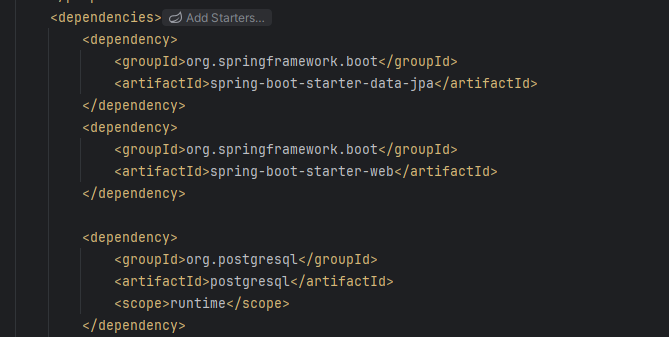 <dependencies> Add Starters...
<dependency>
<groupId>org.springframework.boot</groupId>
<artifactId>spring-boot-starter-data-jpa</artifactId>
</dependency>
<dependency>
<groupId>org.springframework.boot</groupId>
<artifactId>spring-boot-starter-web</artifactId>
</dependency>
<dependency>
<groupId>org.postgresql</groupId>
<artifactId>postgresql</artifactId>
<scope>runtime</scope>
</dependency>